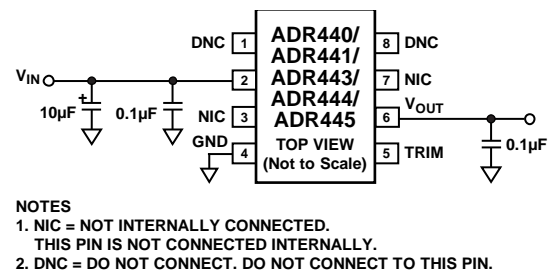 DNC 1
ADR440/
ADR441/
ADR443/
ADR444/
ADR445
TOP VIEW
(Not to Scale)
8 DNC
VIN
2
7 NIC
10µF
+
0.1µF
NIC 3
6 VOUT
GND 4
5 TRIM
0.1µF
NOTES
1. NIC = NOT INTERNALLY CONNECTED.
THIS PIN IS NOT CONNECTED INTERNALLY.
2. DNC = DO NOT CONNECT. DO NOT CONNECT TO THIS PIN.